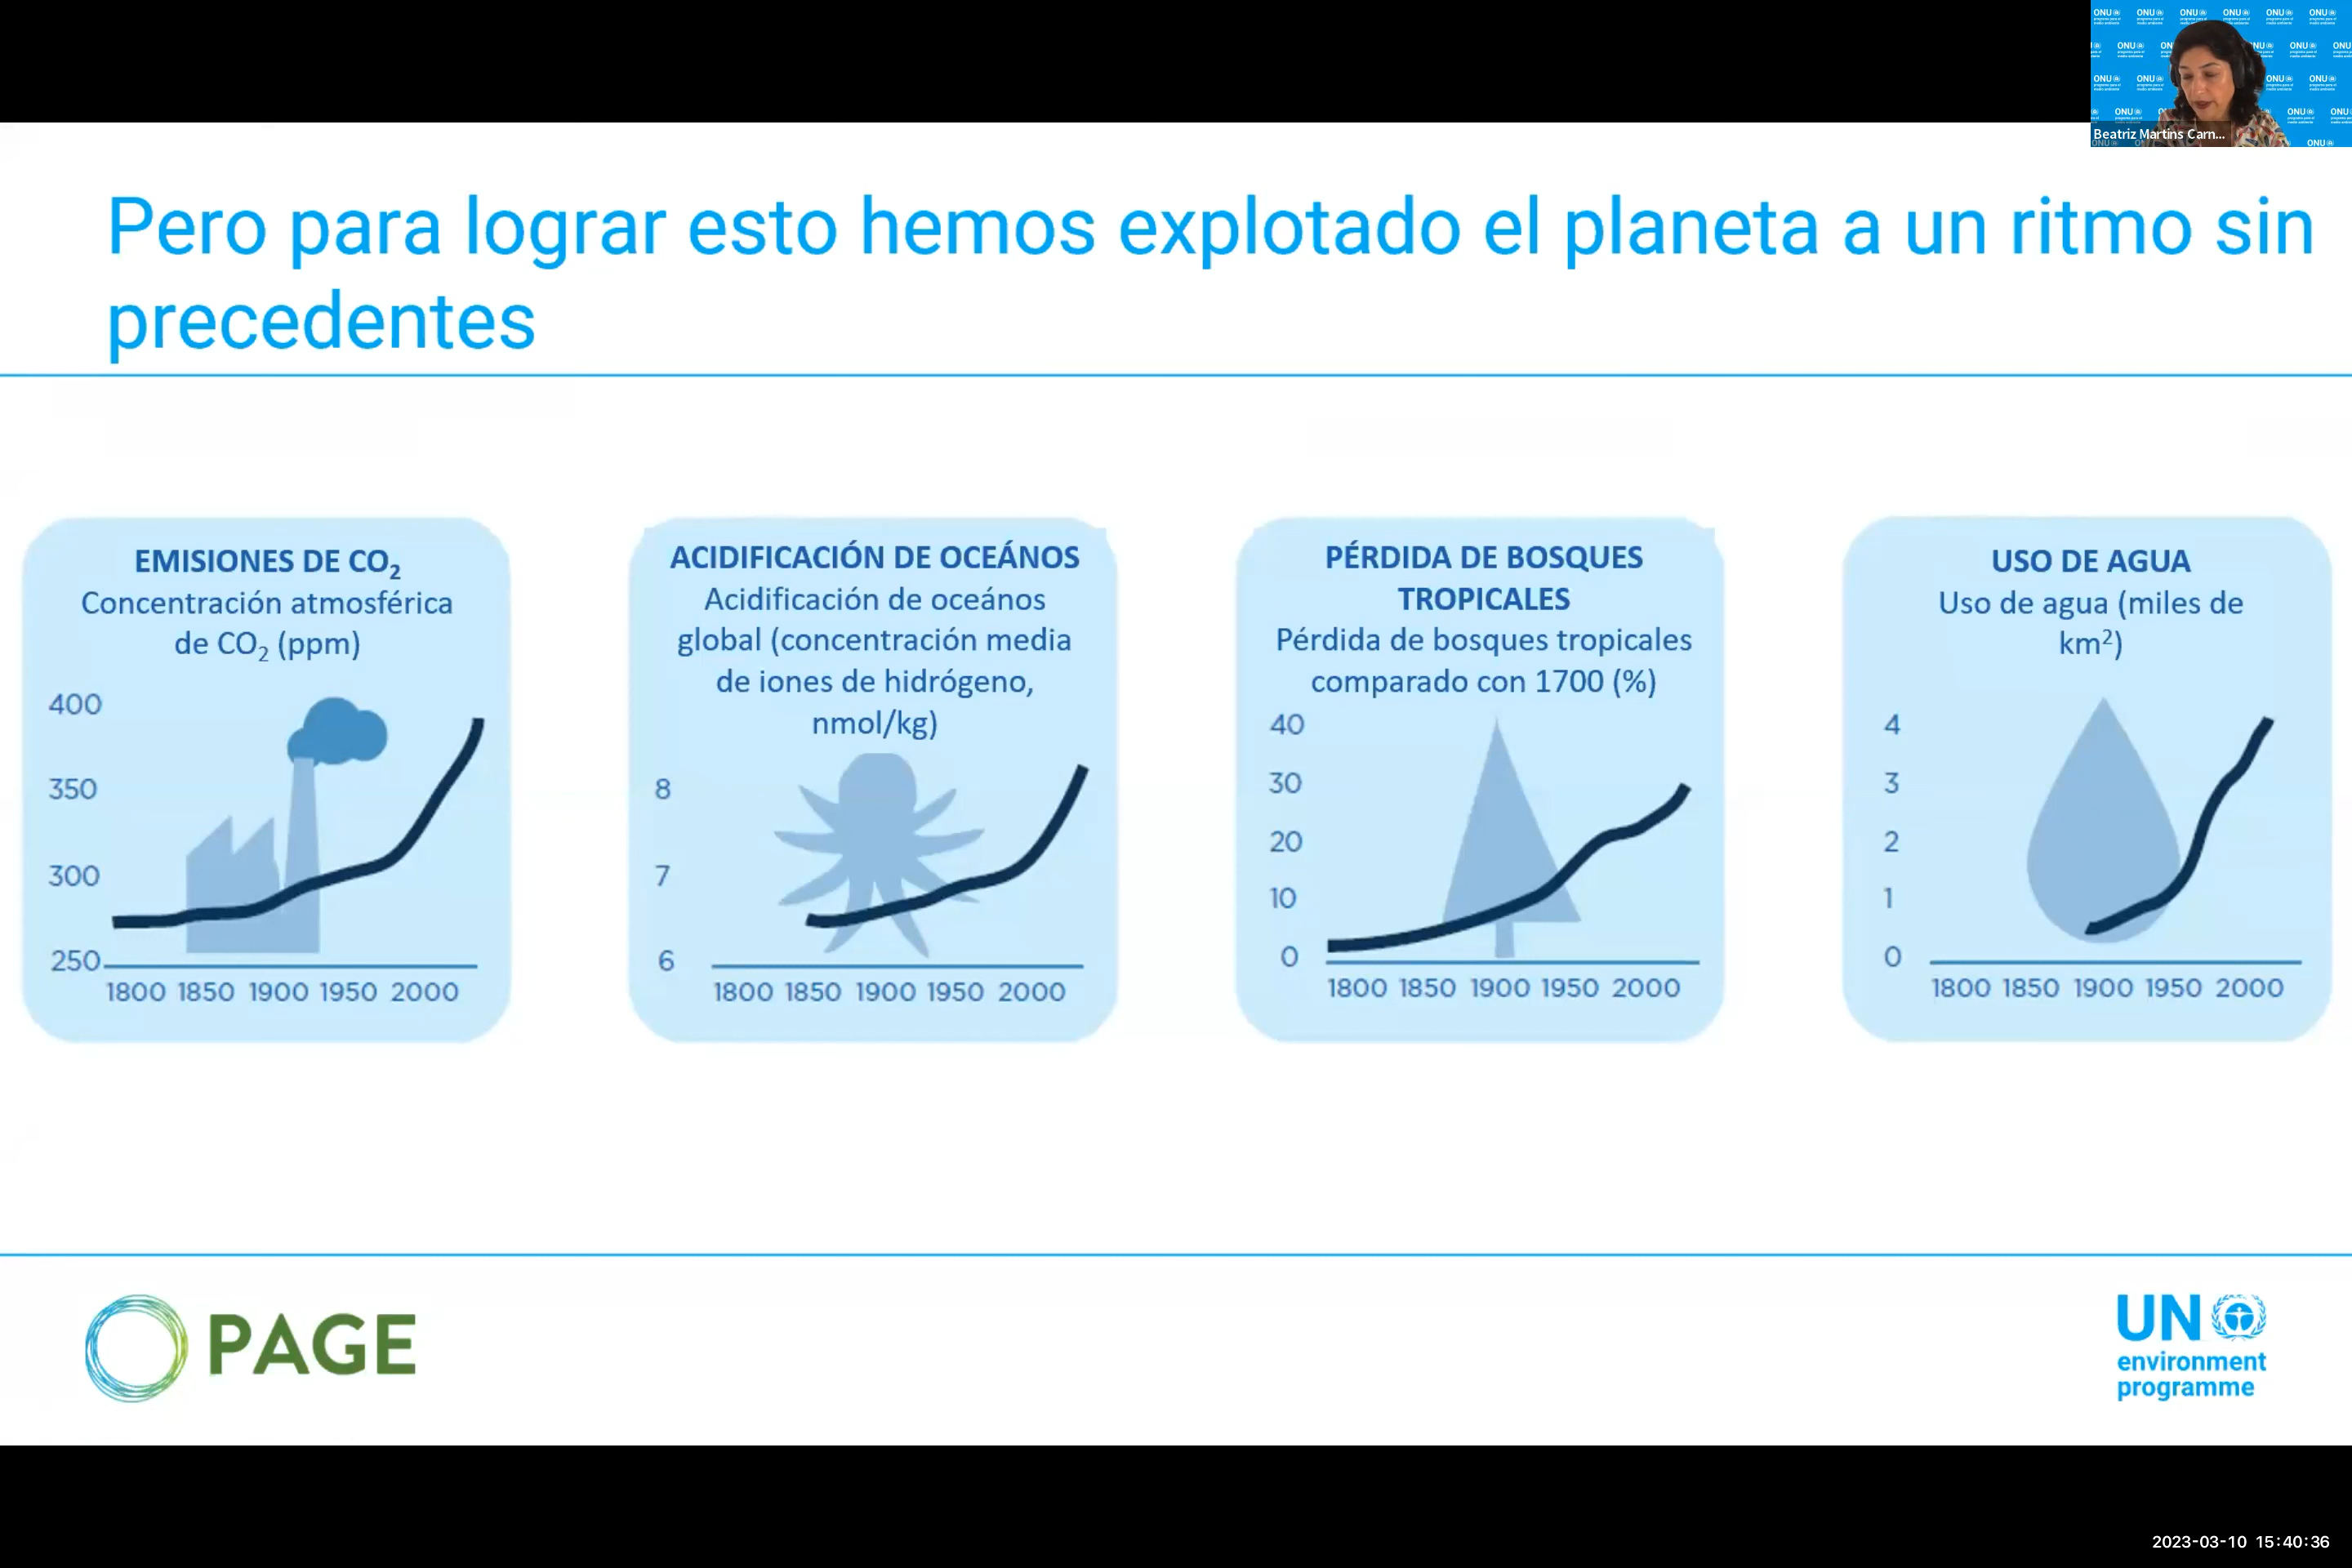 Beatriz Martins Carn...
Pero para lograr esto hemos explotado el planeta a un ritmo sin
precedentes
EMISIONES DE CO₂
Concentración atmosférica
de CO₂ (ppm)
400
350
300
250
1800 1850 1900 1950 2000
ACIDIFICACIÓN DE OCEÁNOS
Acidificación de oceános
global (concentración media
de iones de hidrógeno,
nmol/kg)
8
7
6
1800 1850 1900 1950 2000
PÉRDIDA DE BOSQUES
TROPICALES
Pérdida de bosques tropicales
comparado con 1700 (%)
40
30
20
10
0
1800 1850 1900 1950 2000
USO DE AGUA
Uso de agua (miles de
km²)
4
3
2
1
0
1800 1850 1900 1950 2000
PAGE
UN
environment
programme
2023-03-10 15:40:36